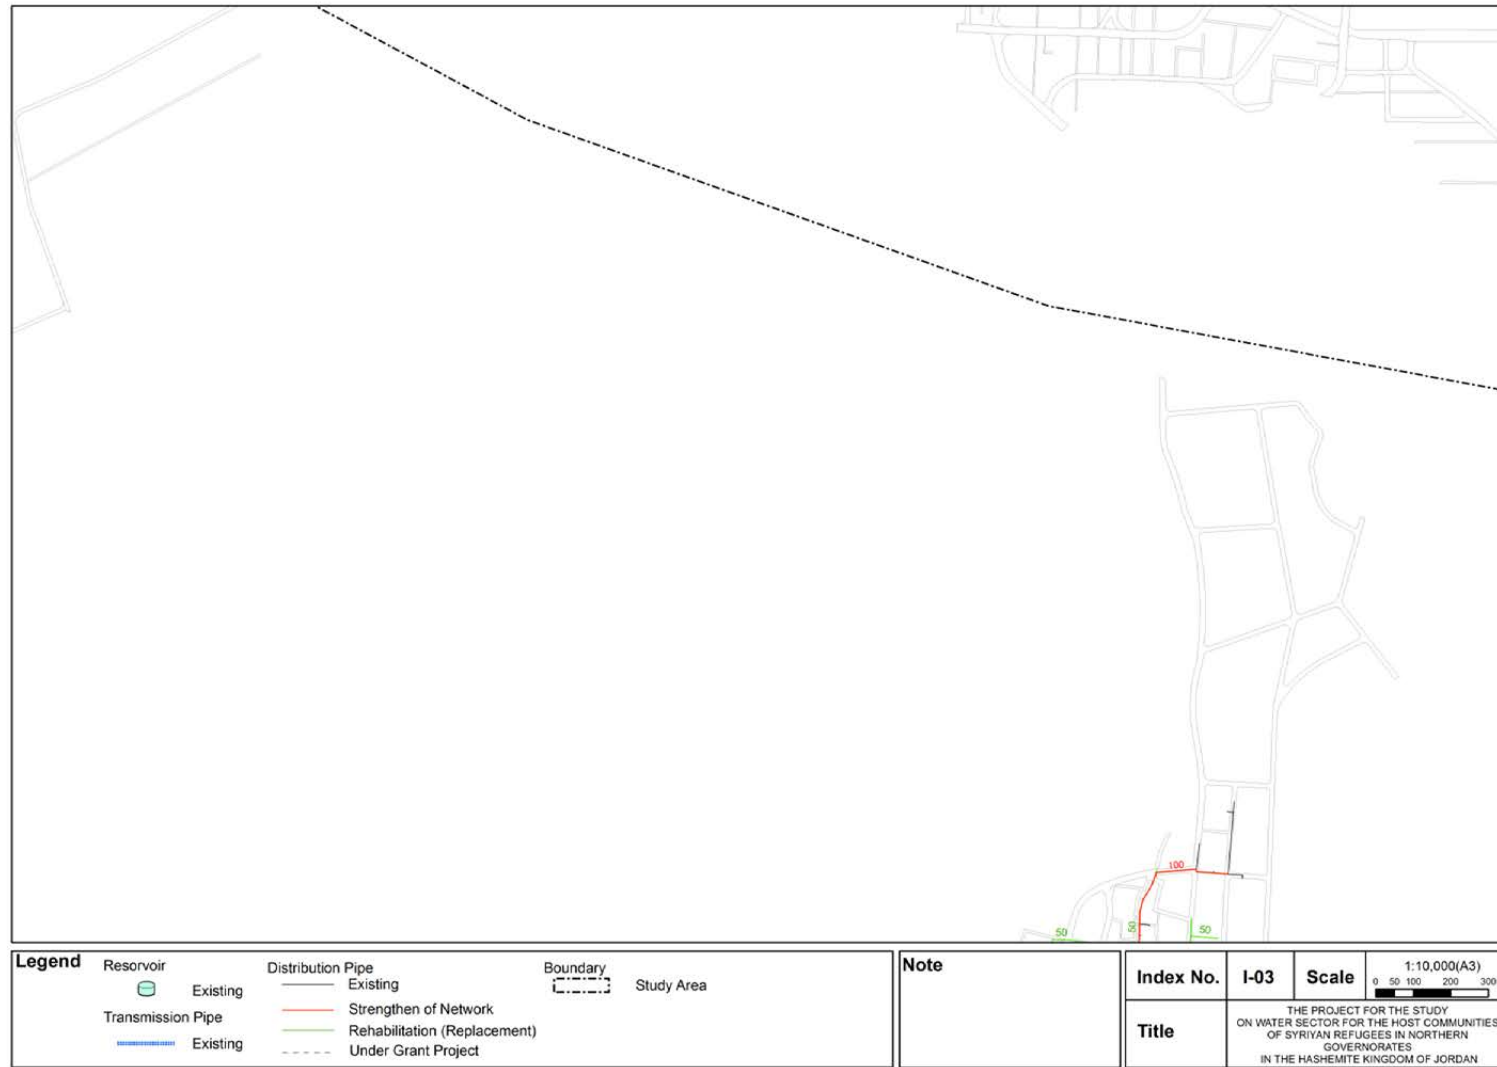 100
50
50
50
Legend
Resorvoir
Existing
Transmission Pipe
Existing
Distribution Pipe
Existing
Strengthen of Network
Rehabilitation (Replacement)
Under Grant Project
Boundary
Study Area
Note
Index No.
I-03
Scale
1:10,000(A3)
0 50 100 200 300
Title
THE PROJECT FOR THE STUDY
ON WATER SECTOR FOR THE HOST COMMUNITIES
OF SYRIYAN REFUGEES IN NORTHERN
GOVERNORATES
IN THE HASHEMITE KINGDOM OF JORDAN